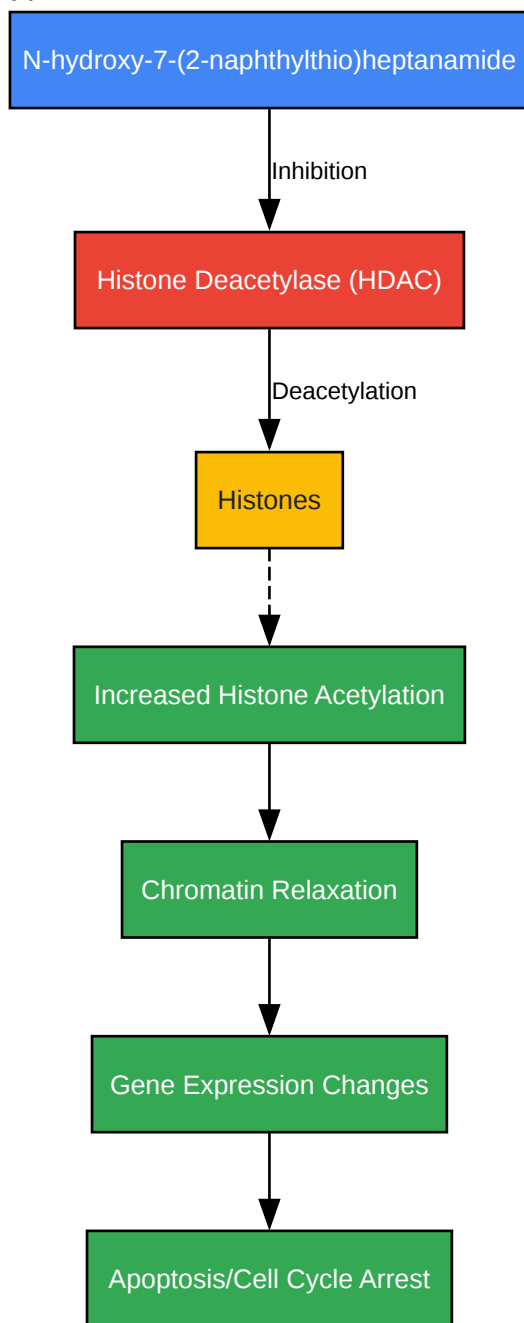 N-hydroxy-7-(2-naphthylthio)heptanamide
Inhibition
Histone Deacetylase (HDAC)
Deacetylation
Histones
Increased Histone Acetylation
Chromatin Relaxation
Gene Expression Changes
Apoptosis/Cell Cycle Arrest